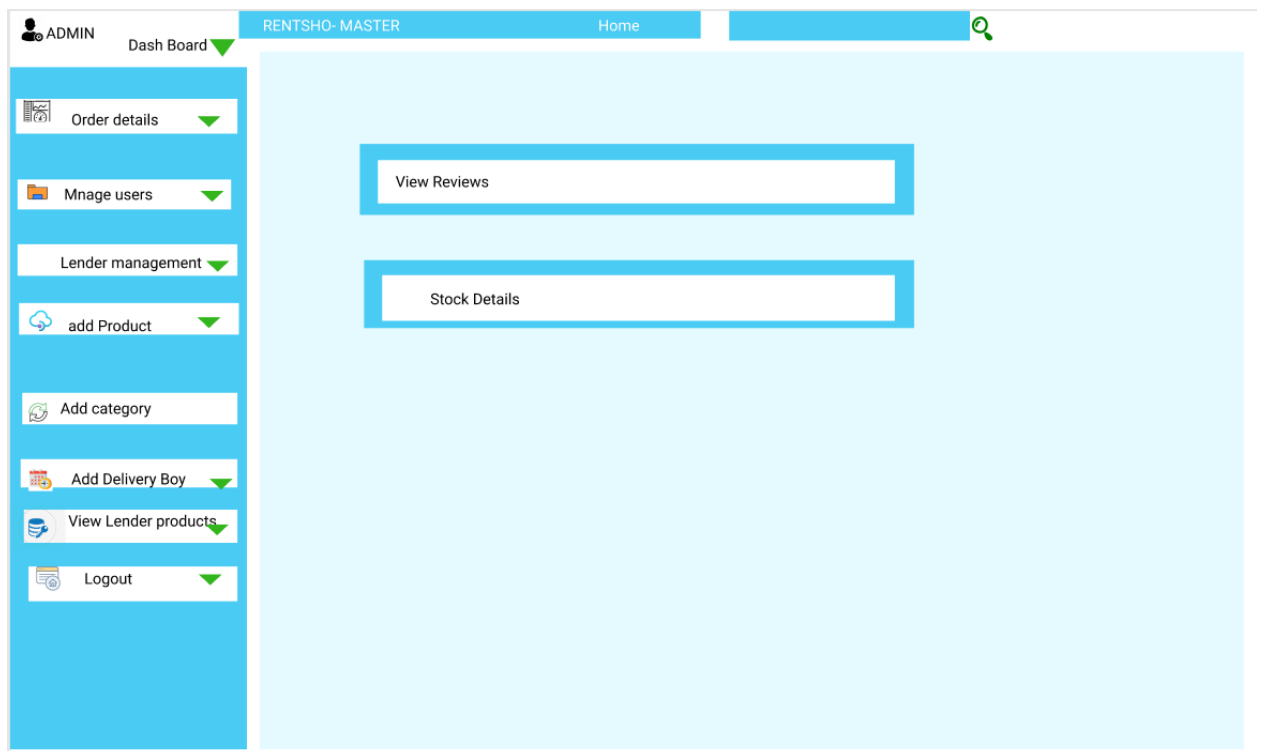 ADMIN
Dash Board
RENTSHO- MASTER
Home
Order details
Mnage users
Lender management
add Product
Add category
Add Delivery Boy
View Lender products
Logout
View Reviews
Stock Details